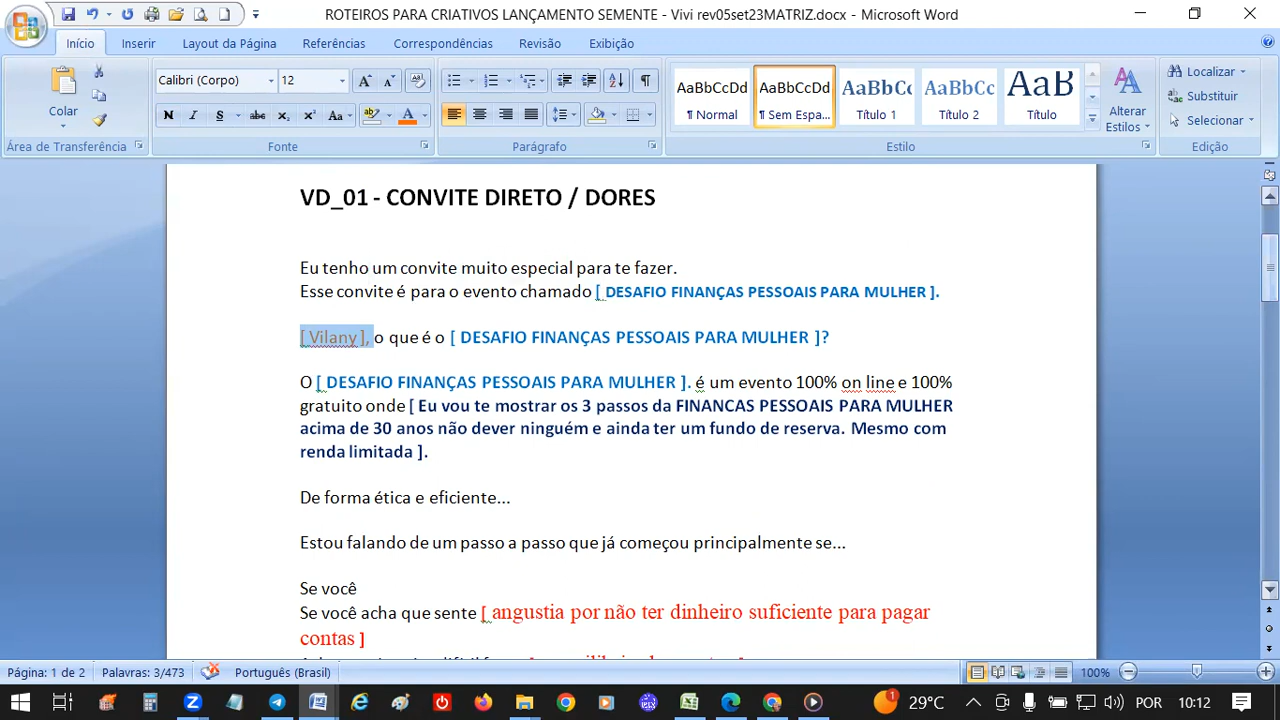 ROTEIROS PARA CRIATIVOS LANÇAMENTO SEMENTE - Vivi rev05set23MATRIZ.docx - Microsoft Word
Início Inserir Layout da Página Referências Correspondências Revisão Exibição
Colar
Calibri (Corpo) 12
AaBbCcDd AaBbCcDd AaBbCc AaBbCc AaB
¶ Normal ¶ Sem Espa... Título 1 Título 2 Título
Alterar Estilos
Localizar
Substituir
Selecionar
Área de Transferência Fonte Parágrafo Estilo Edição
VD_01 - CONVITE DIRETO / DORES
Eu tenho um convite muito especial para te fazer.
Esse convite é para o evento chamado [ DESAFIO FINANÇAS PESSOAIS PARA MULHER ].
[ Vilany ], o que é o [ DESAFIO FINANÇAS PESSOAIS PARA MULHER ]?
O [ DESAFIO FINANÇAS PESSOAIS PARA MULHER ]. é um evento 100% on line e 100%
gratuito onde [ Eu vou te mostrar os 3 passos da FINANCAS PESSOAIS PARA MULHER
acima de 30 anos não dever ninguém e ainda ter um fundo de reserva. Mesmo com
renda limitada ].
De forma ética e eficiente...
Estou falando de um passo a passo que já começou principalmente se...
Se você
Se você acha que sente [ angustia por não ter dinheiro suficiente para pagar
contas ]
Página: 1 de 2 Palavras: 3/473 Português (Brasil) 100%
29°C POR 10:12